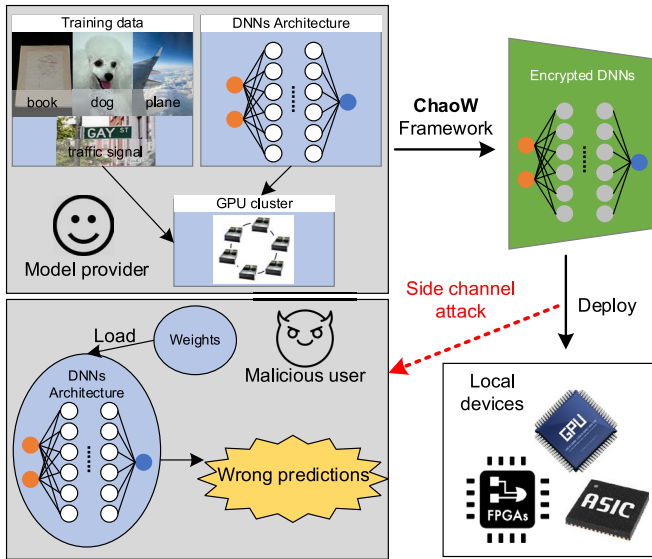 Training data
book
dog
plane
GAY ST
traffic signal
DNNs Architecture
GPU cluster
Model provider
ChaoW
Framework
Encrypted DNNs
Side channel
attack
Deploy
Load
Weights
Malicious user
DNNs
Architecture
Wrong predictions
Local
devices
GPU
FPGAs
ASIC